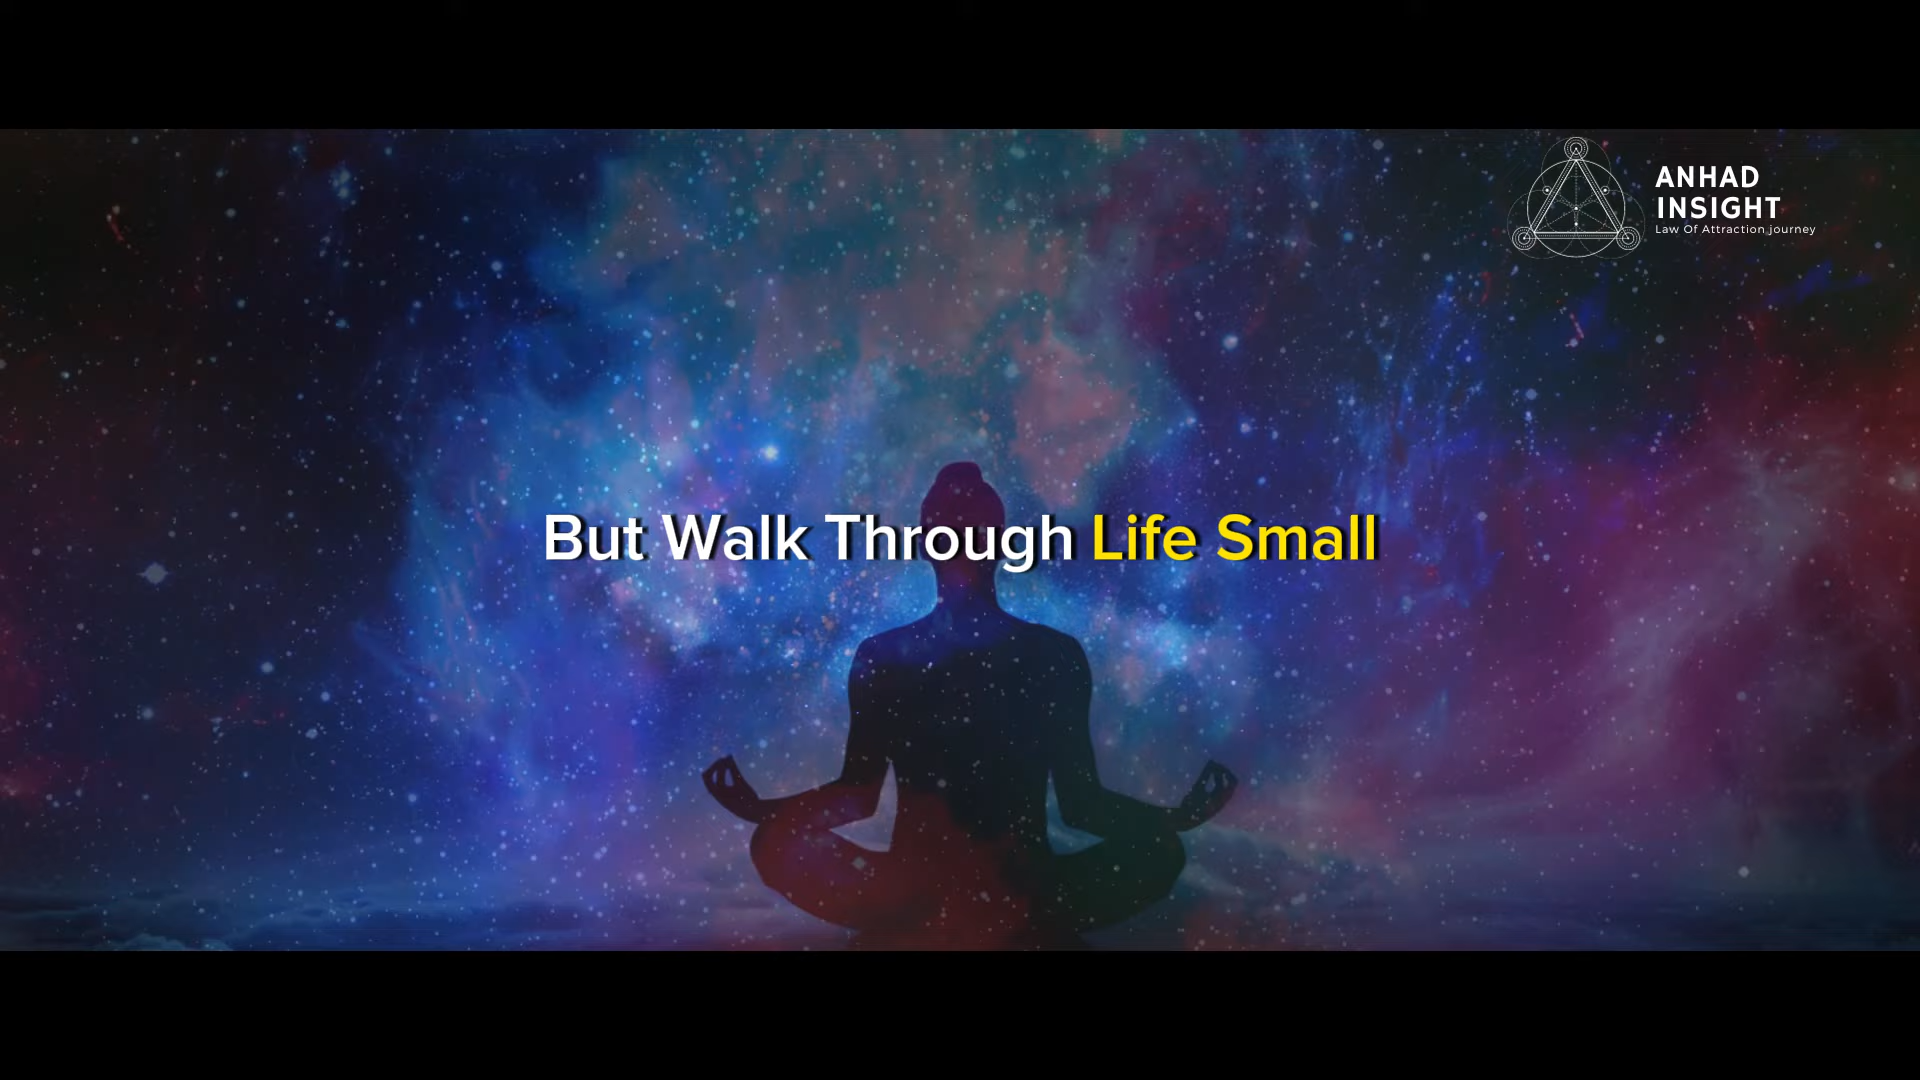 ANHAD
INSIGHT
Law Of Attraction journey
But Walk Through Life Small